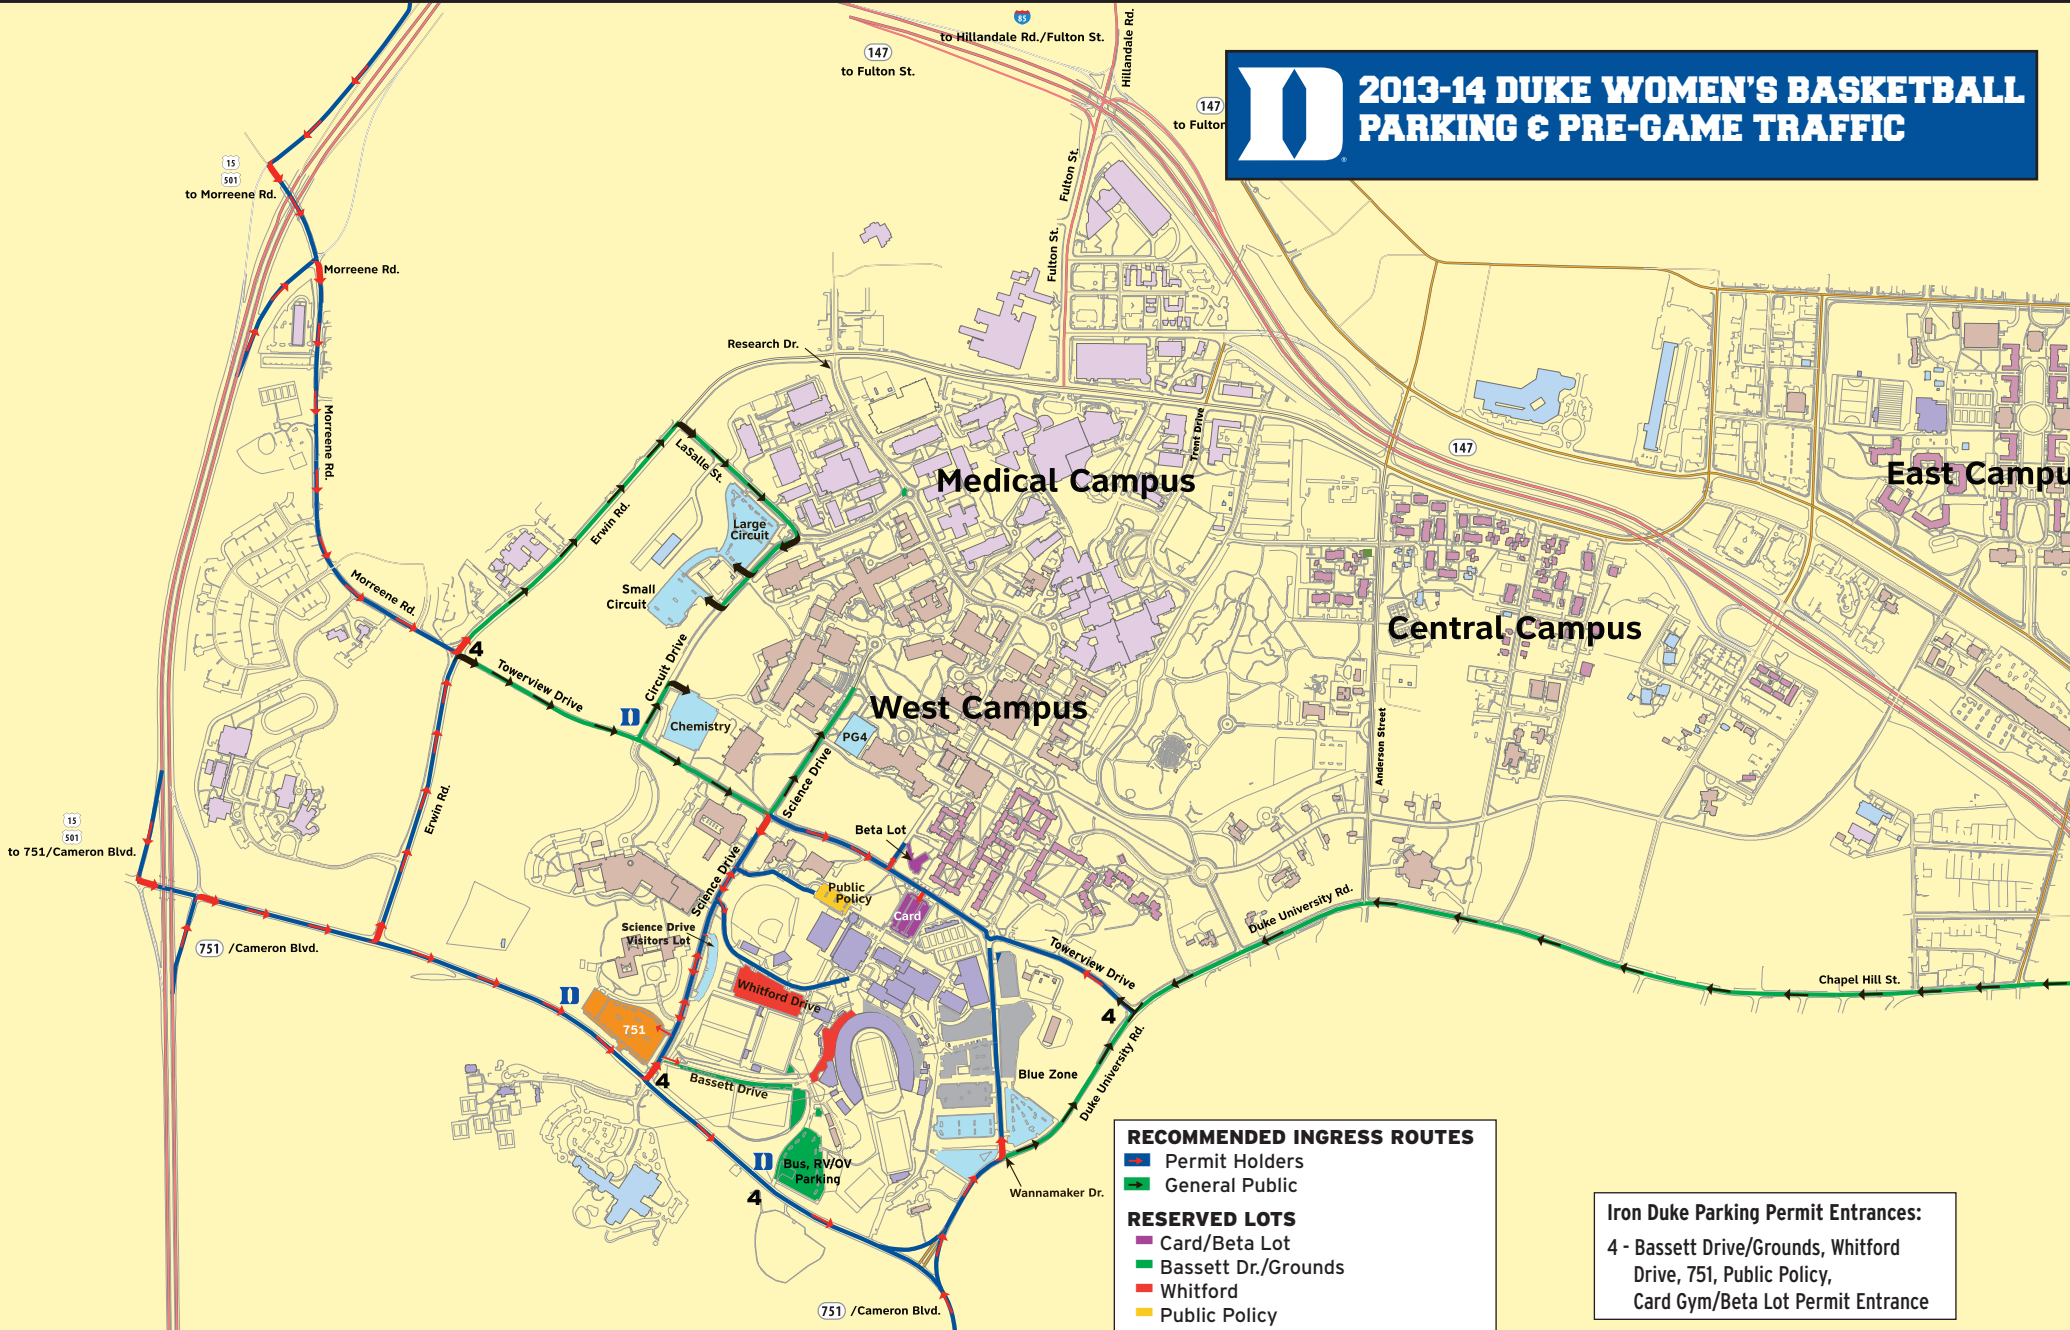 2013-14 DUKE WOMEN'S BASKETBALL
PARKING & PRE-GAME TRAFFIC
®
85
to Hillandale Rd./Fulton St.
Hillandale Rd.
147
to Fulton St.
147
to Fulton
Fulton St.
Fulton St.
15
501
to Morreene Rd.
Morreene Rd.
Morreene Rd.
Morreene Rd.
Research Dr.
LaSalle St.
Erwin Rd.
Large
Circuit
Small
Circuit
Medical Campus
Trent Drive
147
East Campu
Central Campus
4
Towerview Drive
Circuit Drive
D
Chemistry
West Campus
PG4
Science Drive
Anderson Street
Erwin Rd.
15
501
to 751/Cameron Blvd.
Beta Lot
Science Drive
Public
Policy
Card
Science Drive
Visitors Lot
751 /Cameron Blvd.
Duke University Rd.
Towerview Drive
Chapel Hill St.
D
Whitford Drive
751
4
4
Bassett Drive
Blue Zone
Duke University Rd.
D
Bus, RV/OV
Parking
4
Wannamaker Dr.
751 /Cameron Blvd.
RECOMMENDED INGRESS ROUTES
Permit Holders
General Public
RESERVED LOTS
Card/Beta Lot
Bassett Dr./Grounds
Whitford
Public Policy
Iron Duke Parking Permit Entrances:
4 - Bassett Drive/Grounds, Whitford
Drive, 751, Public Policy,
Card Gym/Beta Lot Permit Entrance